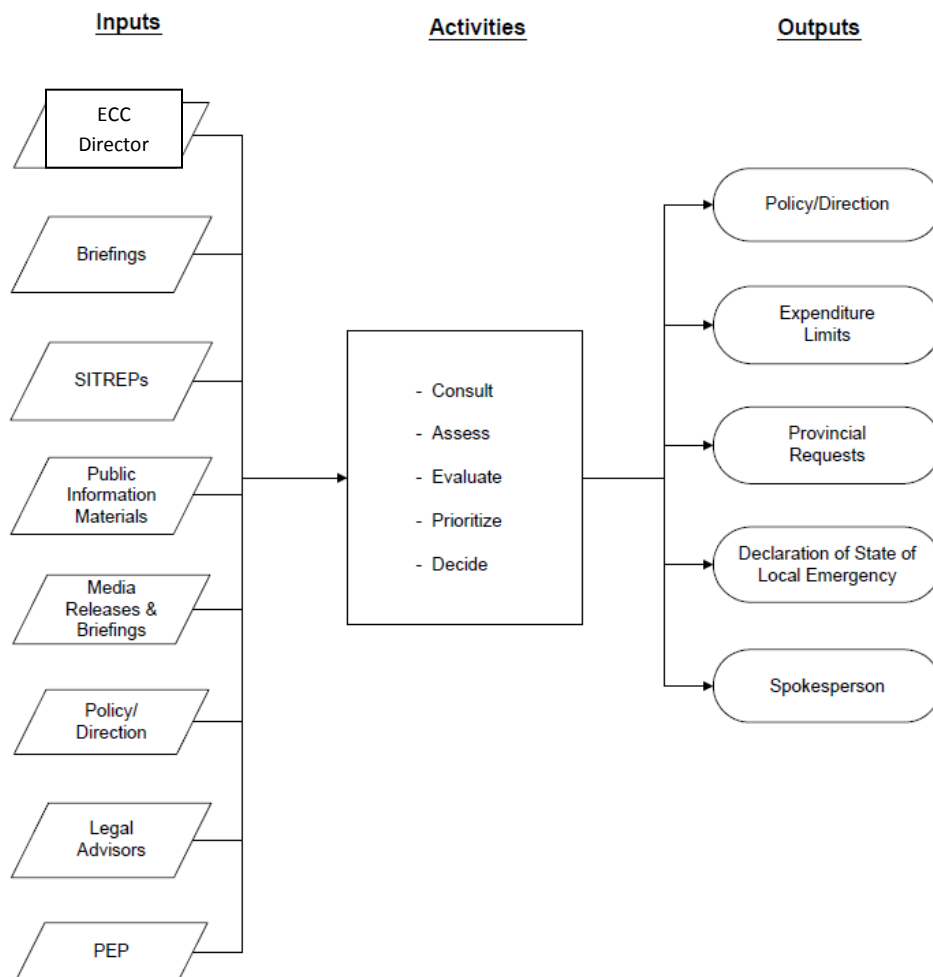 Inputs
Activities
Outputs
ECC
Director
Briefings
SITREPs
Public
Information
Materials
Media
Releases &
Briefings
Policy/
Direction
Legal
Advisors
PEP
- Consult
- Assess
- Evaluate
- Prioritize
- Decide
Policy/Direction
Expenditure
Limits
Provincial
Requests
Declaration of State of
Local Emergency
Spokesperson